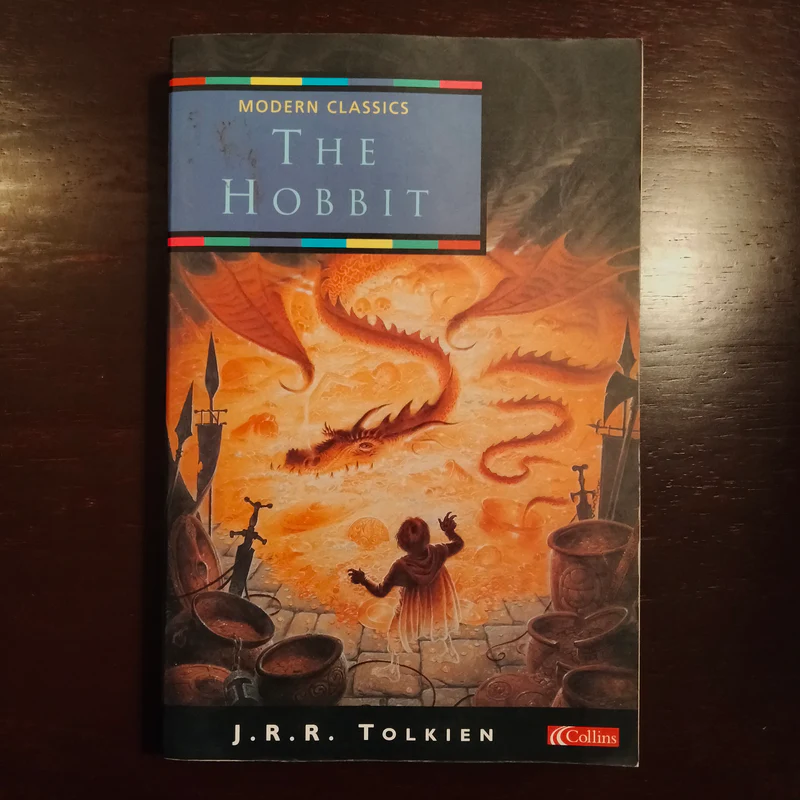 MODERN CLASSICS
THE
HOBBIT
J.R.R. TOLKIEN
Collins